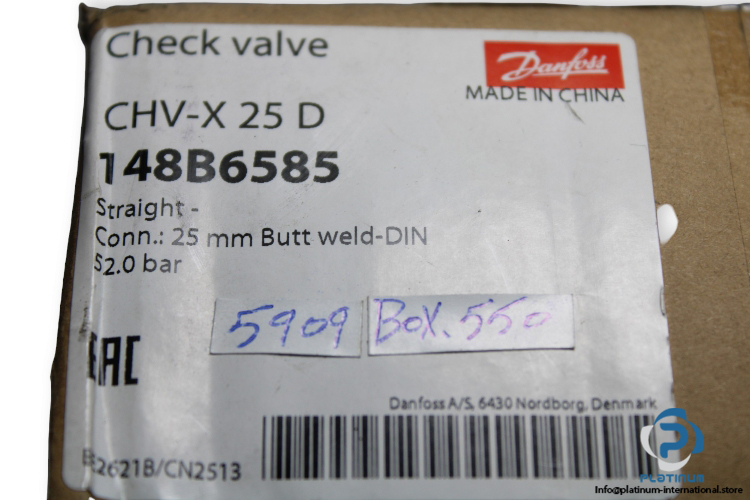 Check valve
Danfoss
MADE IN CHINA
CHV-X 25 D
148B6585
Straight -
Conn.: 25 mm Butt weld-DIN
52.0 bar
5909 BOX.550
EAC
Danfoss A/S, 6430 Nordborg, Denmark
2621B/CN2513
PLATINUM
Info@platinum-international.store